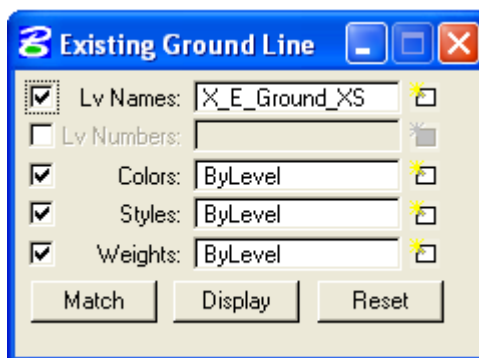 Existing Ground Line
Lv Names: X_E_Ground_XS
Lv Numbers:
Colors: ByLevel
Styles: ByLevel
Weights: ByLevel
Match Display Reset